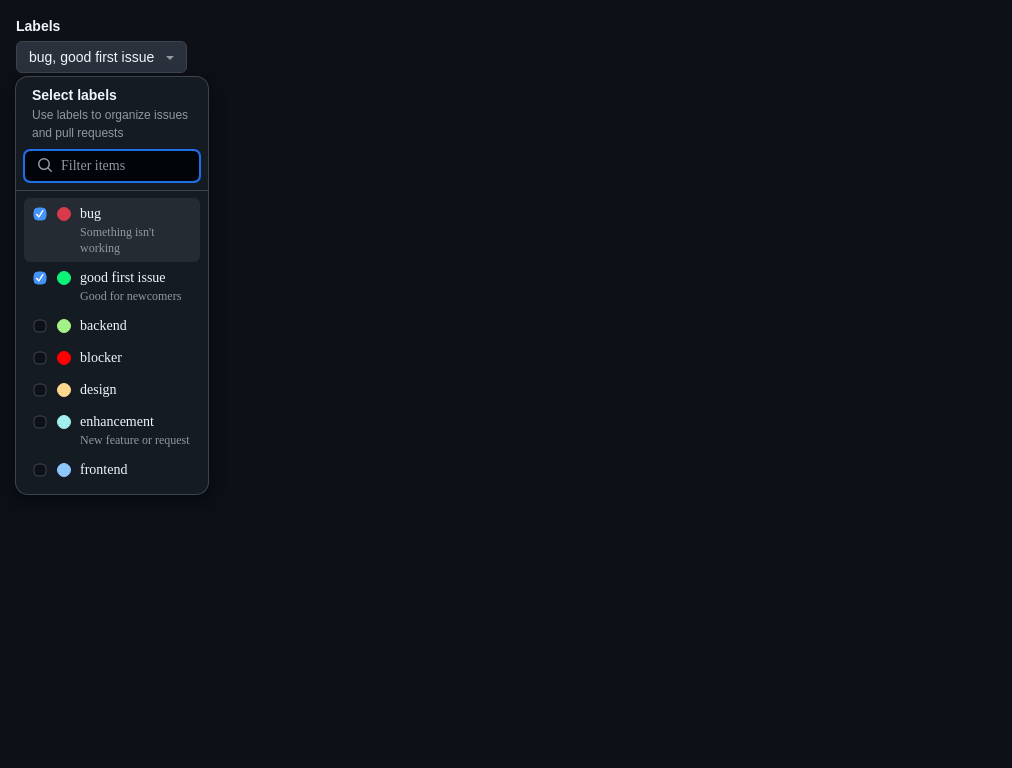 Labels
bug, good first issue
Select labels
Use labels to organize issues
and pull requests
Filter items
bug
Something isn't
working
good first issue
Good for newcomers
backend
blocker
design
enhancement
New feature or request
frontend